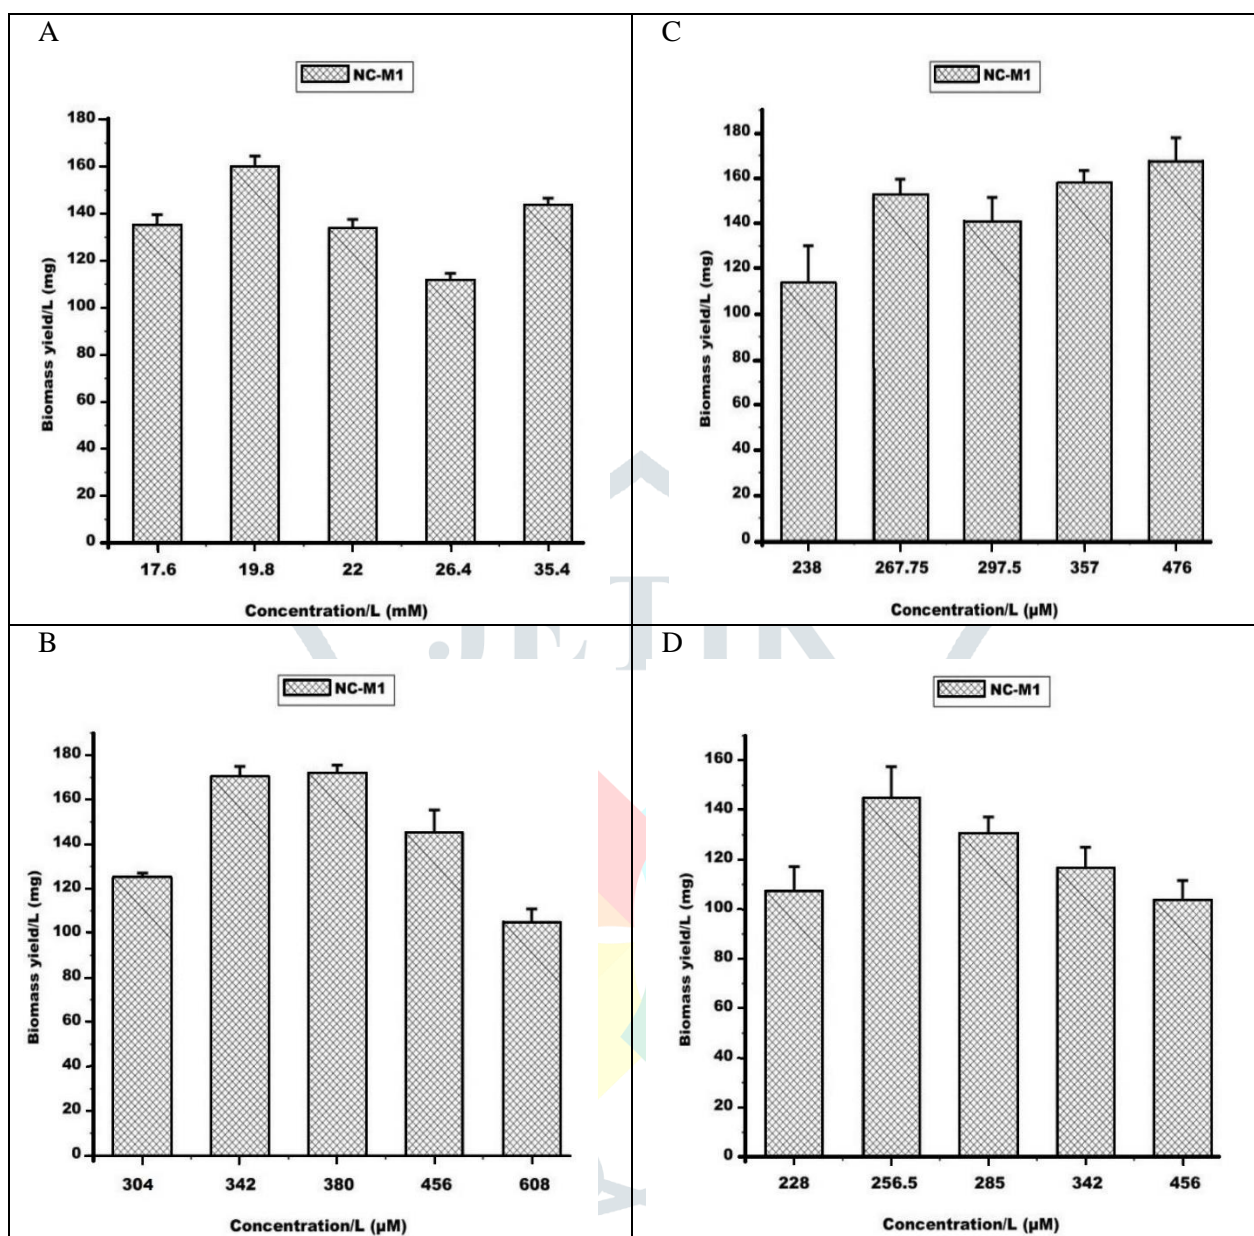 A
NC-M1
180
160
140
120
100
80
60
40
20
0
Biomass yield/L (mg)
17.6 19.8 22 26.4 35.4
Concentration/L (mM)
C
NC-M1
180
160
140
120
100
80
60
40
20
0
Biomass yield/L (mg)
238 267.75 297.5 357 476
Concentration/L (µM)
B
NC-M1
180
160
140
120
100
80
60
40
20
0
Biomass yield/L (mg)
304 342 380 456 608
Concentration/L (µM)
D
NC-M1
160
140
120
100
80
60
40
20
0
Biomass yield/L (mg)
228 256.5 285 342 456
Concentration/L (µM)